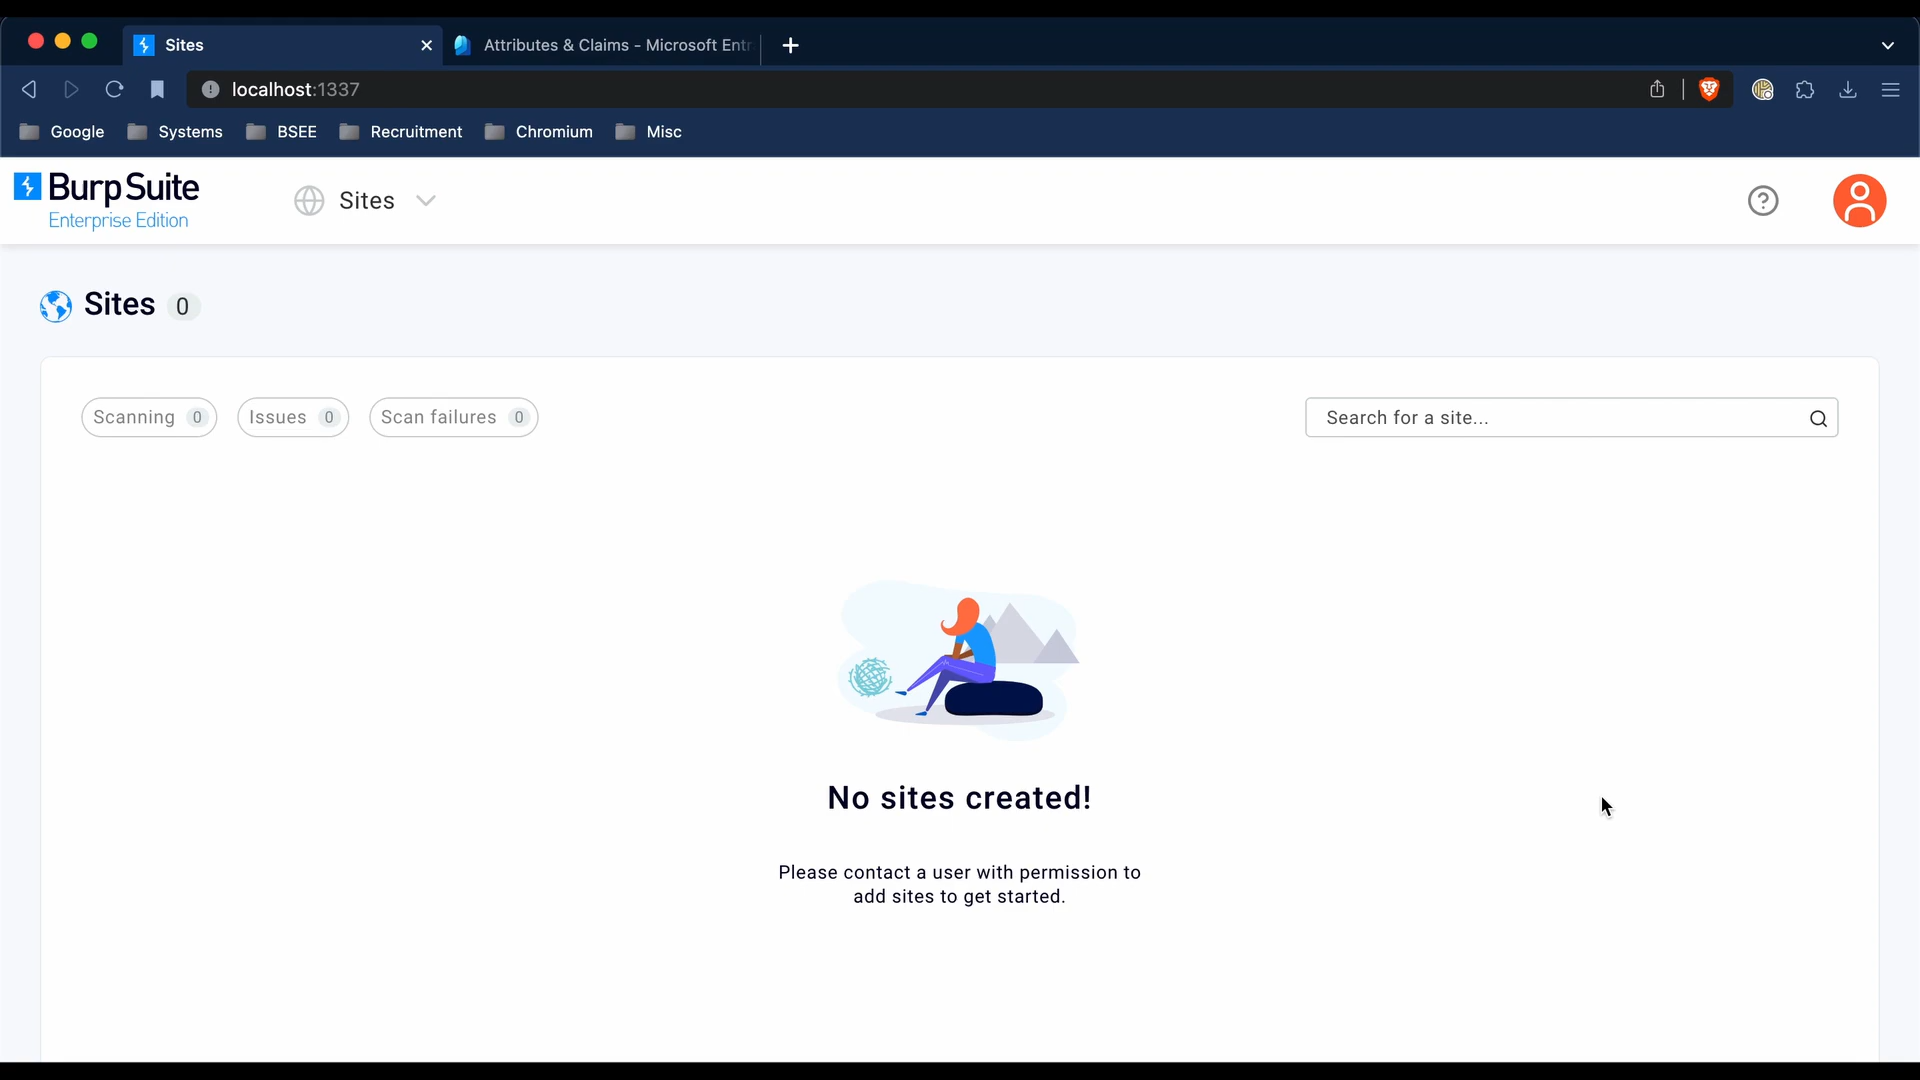 Sites
Attributes & Claims - Microsoft Entr
localhost:1337
Google
Systems
BSEE
Recruitment
Chromium
Misc
Burp Suite
Enterprise Edition
Sites
Sites 0
Scanning 0
Issues 0
Scan failures 0
Search for a site...
No sites created!
Please contact a user with permission to
add sites to get started.